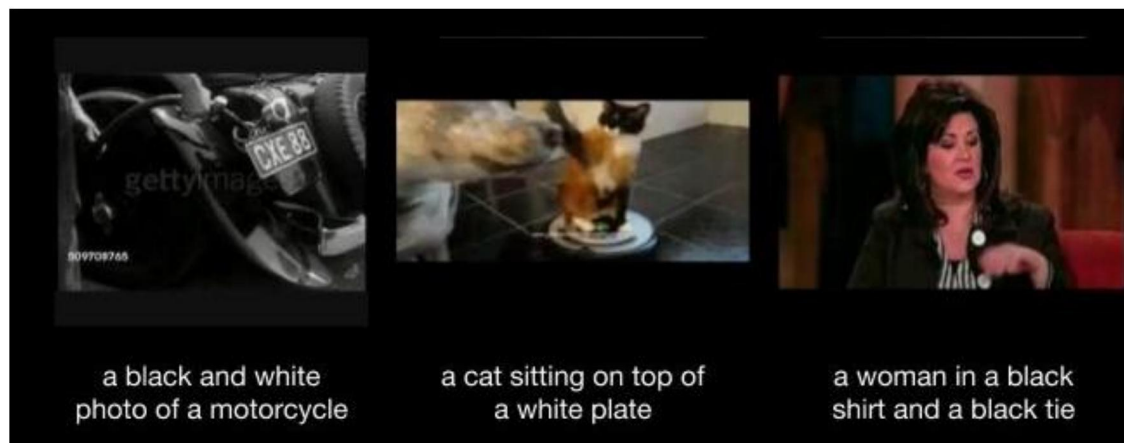 CXE 88
gettyimages
509708765
a black and white
photo of a motorcycle
a cat sitting on top of
a white plate
a woman in a black
shirt and a black tie